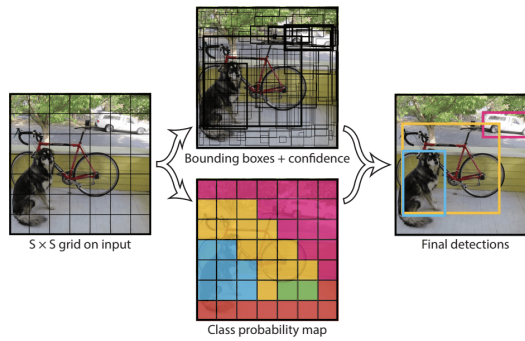 Bounding boxes + confidence
S × S grid on input
Final detections
Class probability map